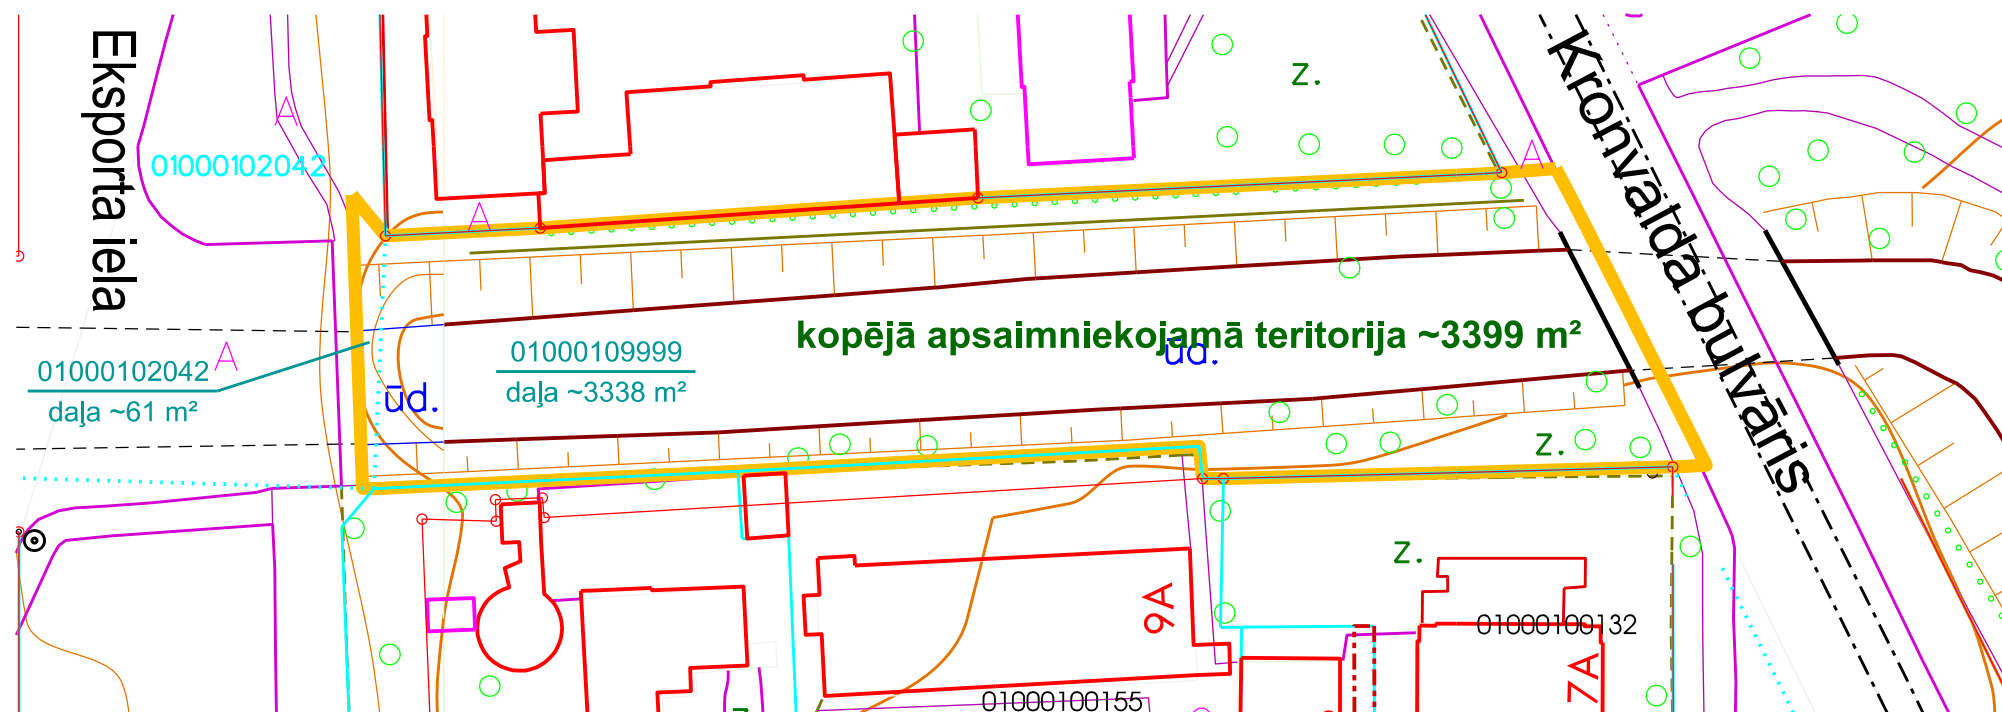 Eksporta iela
Kronvalda bulvāris
z.
A
A
01000102042
A
A
kopējā apsaimniekojamā teritorija ~3399 m²
01000109999
daļa ~3338 m²
ūd.
ūd.
01000102042
daļa ~61 m²
z.
z.
9A
01000100132
7A
01000100155